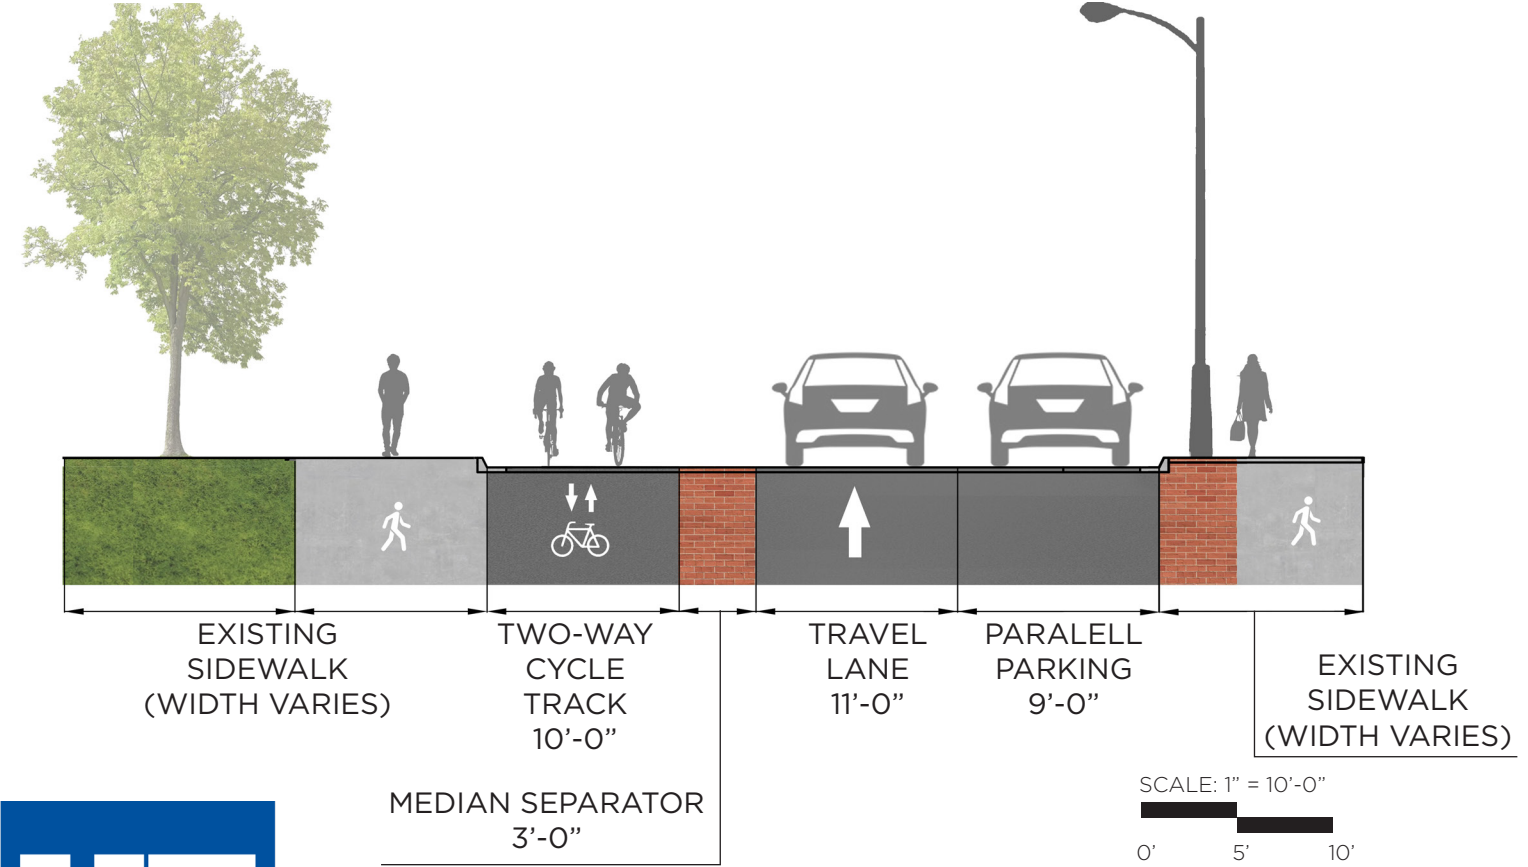 EXISTING
SIDEWALK
(WIDTH VARIES)
TWO-WAY
CYCLE
TRACK
10’-0”
MEDIAN SEPARATOR
3’-0”
TRAVEL
LANE
11’-0”
PARALELL
PARKING
9’-0”
EXISTING
SIDEWALK
(WIDTH VARIES)
SCALE: 1” = 10’-0”
0’ 5’ 10’